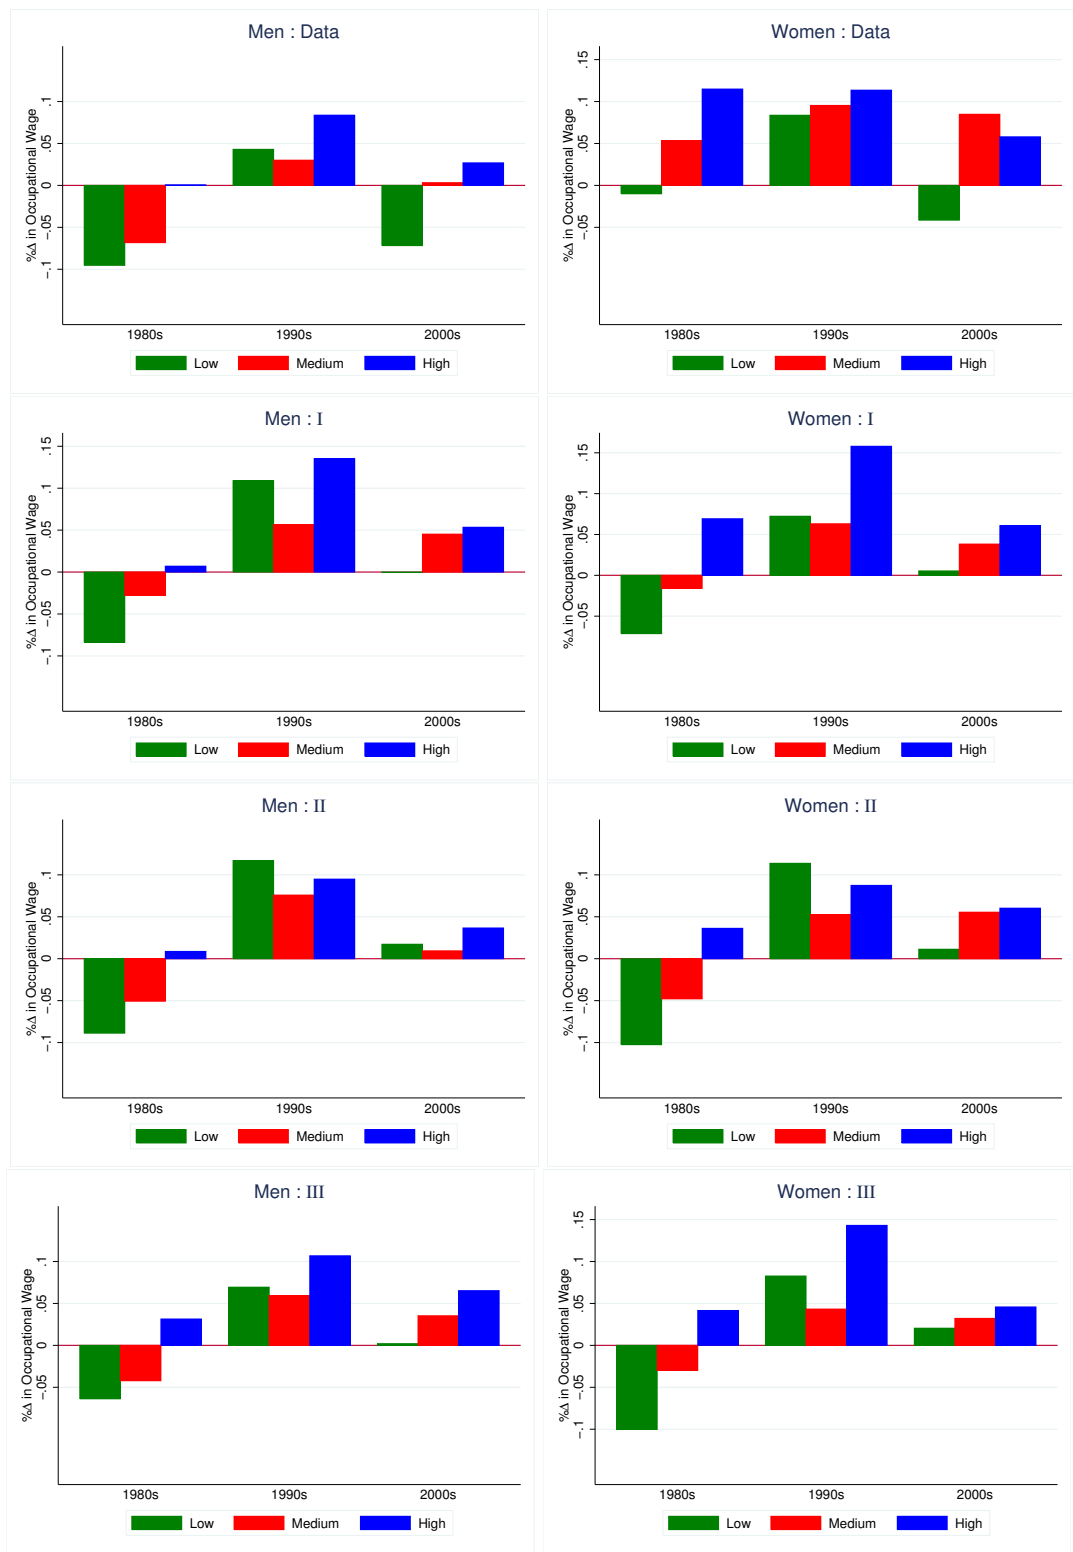 Men : Data
%Δ in Occupational Wage
.1
.05
0
-.05
-.1
1980s 1990s 2000s
Low Medium High
Women : Data
%Δ in Occupational Wage
.15
.1
.05
0
-.05
1980s 1990s 2000s
Low Medium High
Men : I
%Δ in Occupational Wage
.15
.1
.05
0
-.05
-.1
1980s 1990s 2000s
Low Medium High
Women : I
%Δ in Occupational Wage
.15
.1
.05
0
-.05
1980s 1990s 2000s
Low Medium High
Men : II
%Δ in Occupational Wage
.1
.05
0
-.05
-.1
1980s 1990s 2000s
Low Medium High
Women : II
%Δ in Occupational Wage
.1
.05
0
-.05
-.1
1980s 1990s 2000s
Low Medium High
Men : III
%Δ in Occupational Wage
.1
.05
0
-.05
1980s 1990s 2000s
Low Medium High
Women : III
%Δ in Occupational Wage
.15
.1
.05
0
-.05
-.1
1980s 1990s 2000s
Low Medium High